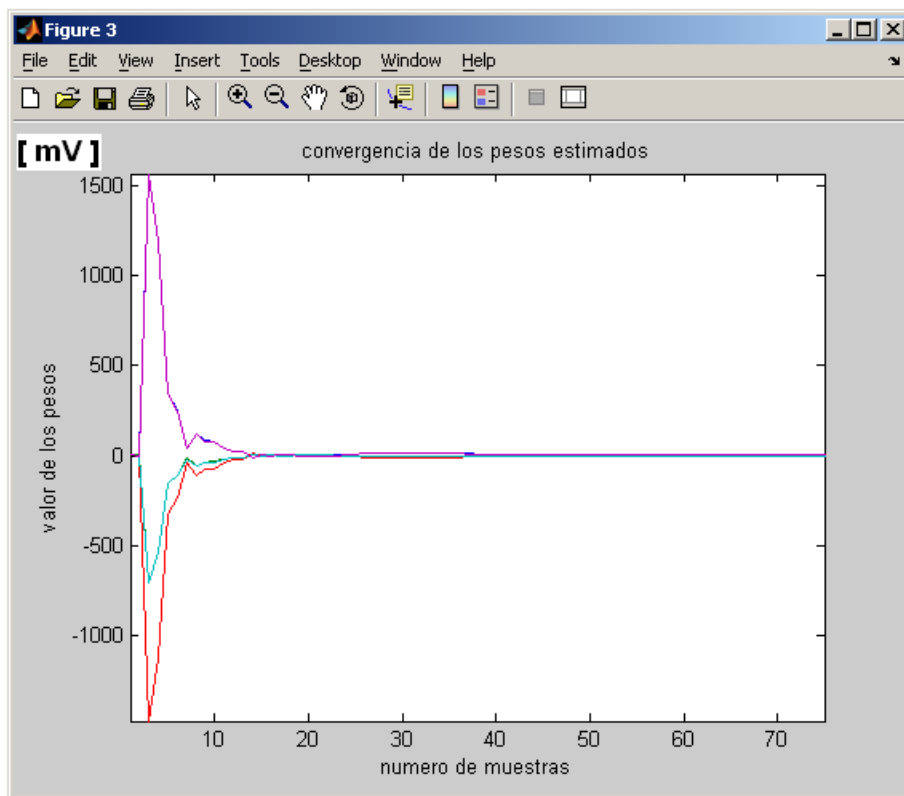 Figure 3
File Edit View Insert Tools Desktop Window Help
[ mV ]
convergencia de los pesos estimados
valor de los pesos
1500
1000
500
0
-500
-1000
10 20 30 40 50 60 70
numero de muestras